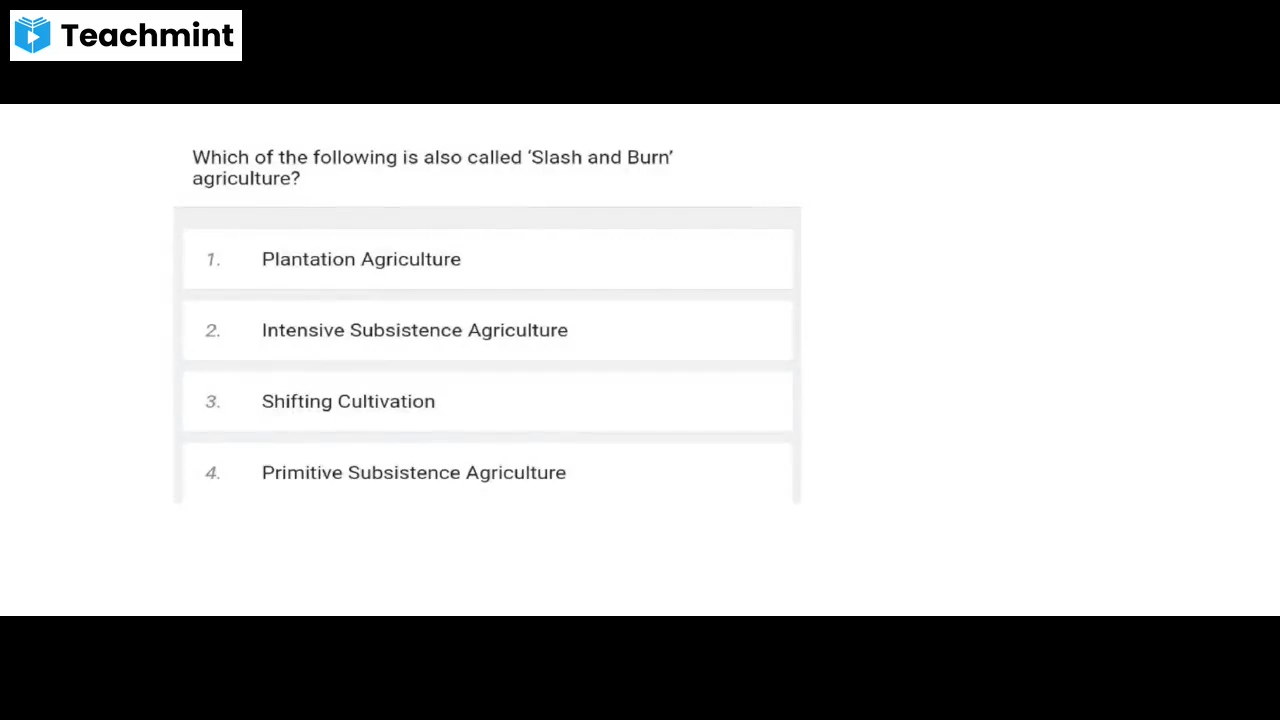 Teachmint
Which of the following is also called ‘Slash and Burn’
agriculture?
1. Plantation Agriculture
2. Intensive Subsistence Agriculture
3. Shifting Cultivation
4. Primitive Subsistence Agriculture